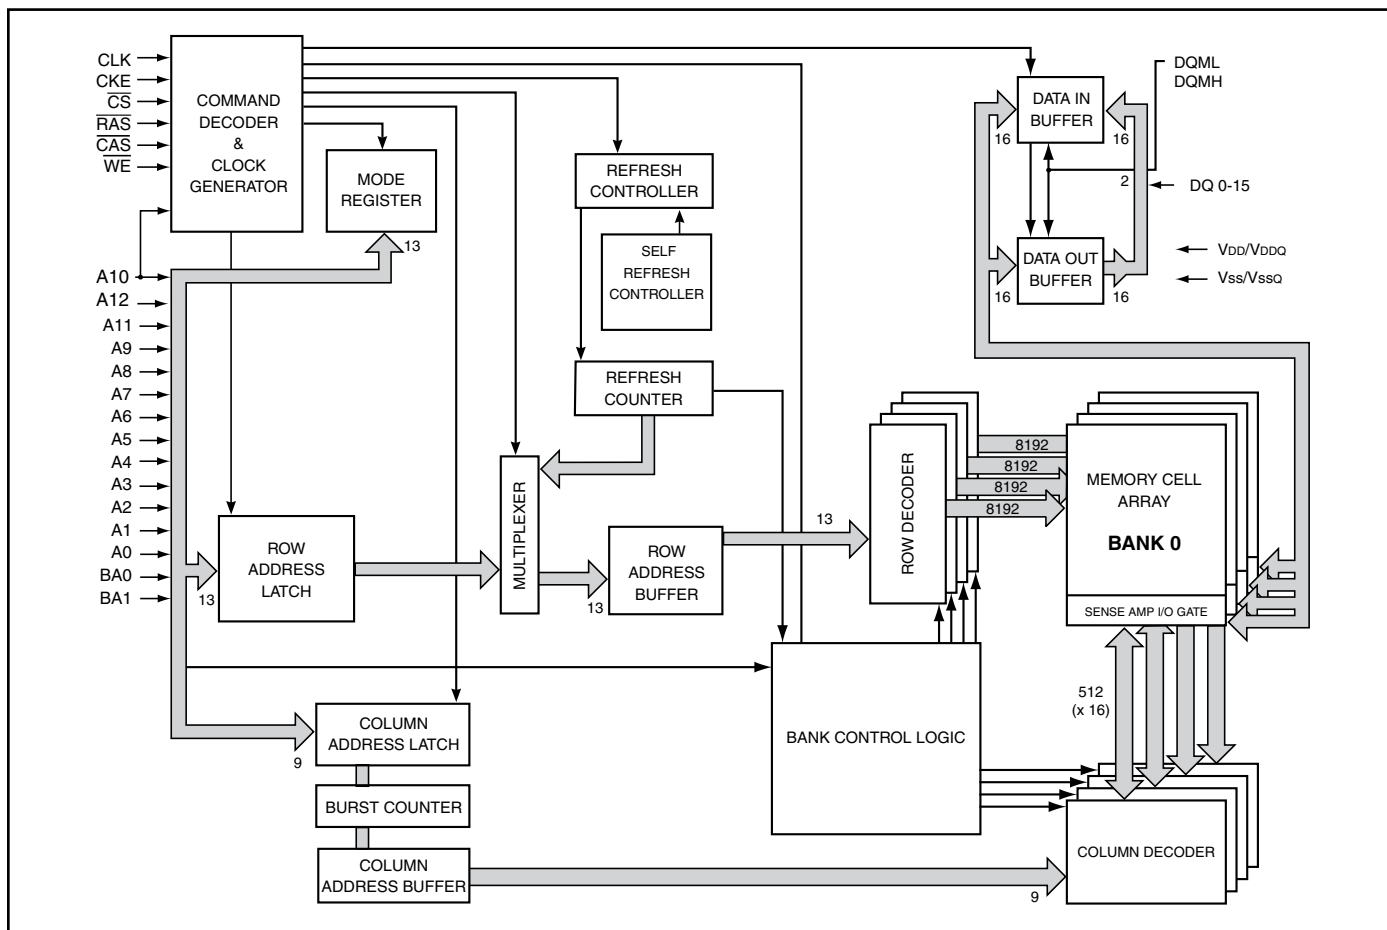 CLK
CKE
CS
RAS
CAS
WE
A10
A12
A11
A9
A8
A7
A6
A5
A4
A3
A2
A1
A0
BA0
BA1
COMMAND
DECODER
&
CLOCK
GENERATOR
MODE
REGISTER
13
REFRESH
CONTROLLER
SELF
REFRESH
CONTROLLER
REFRESH
COUNTER
MULTIPLEXER
ROW
ADDRESS
LATCH
13
ROW
ADDRESS
BUFFER
13
13
ROW DECODER
8192
8192
8192
8192
MEMORY CELL
ARRAY
BANK 0
SENSE AMP I/O GATE
DATA IN
BUFFER
16
16
DQML
DQMH
2
DQ 0-15
DATA OUT
BUFFER
16
16
VDD/VDDQ
Vss/VssQ
COLUMN
ADDRESS LATCH
9
BURST COUNTER
COLUMN
ADDRESS BUFFER
BANK CONTROL LOGIC
512
(x 16)
COLUMN DECODER
9